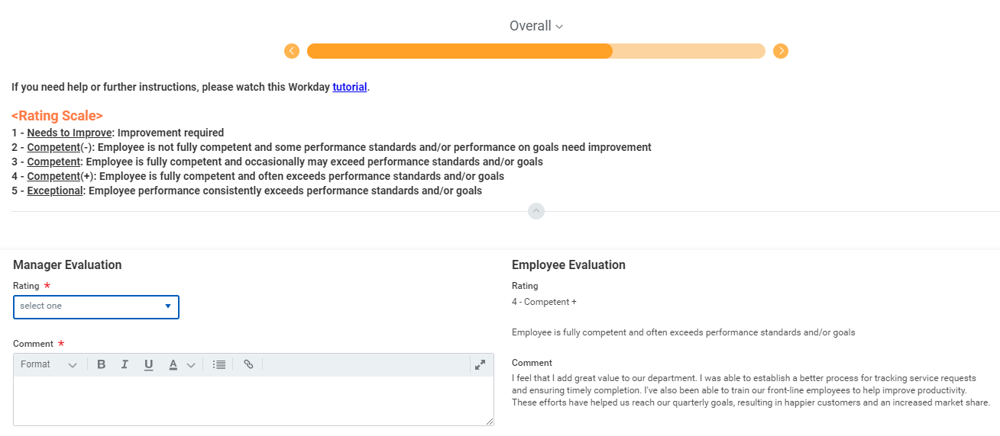 Overall
If you need help or further instructions, please watch this Workday tutorial.
<Rating Scale>
1 - Needs to Improve: Improvement required
2 - Competent(-): Employee is not fully competent and some performance standards and/or performance on goals need improvement
3 - Competent: Employee is fully competent and occasionally may exceed performance standards and/or goals
4 - Competent(+): Employee is fully competent and often exceeds performance standards and/or goals
5 - Exceptional: Employee performance consistently exceeds performance standards and/or goals
Manager Evaluation
Rating *
select one
Comment *
Format B I U A
Employee Evaluation
Rating
4 - Competent +
Employee is fully competent and often exceeds performance standards and/or goals
Comment
I feel that I add great value to our department. I was able to establish a better process for tracking service requests
and ensuring timely completion. I've also been able to train our front-line employees to help improve productivity.
These efforts have helped us reach our quarterly goals, resulting in happier customers and an increased market share.